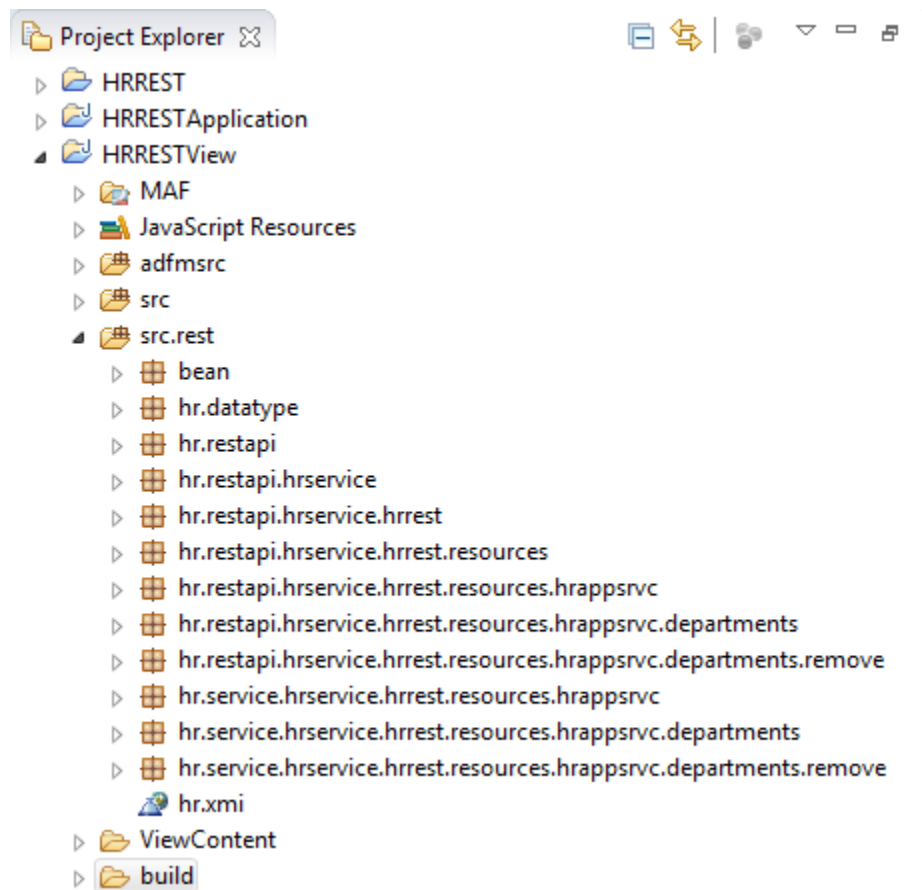 Project Explorer
HRREST
HRRESTApplication
HRRESTView
MAF
JavaScript Resources
adfmsrc
src
src.rest
bean
hr.datatype
hr.restapi
hr.restapi.hrservice
hr.restapi.hrservice.hrrest
hr.restapi.hrservice.hrrest.resources
hr.restapi.hrservice.hrrest.resources.hrappsrvc
hr.restapi.hrservice.hrrest.resources.hrappsrvc.departments
hr.restapi.hrservice.hrrest.resources.hrappsrvc.departments.remove
hr.service.hrservice.hrrest.resources.hrappsrvc
hr.service.hrservice.hrrest.resources.hrappsrvc.departments
hr.service.hrservice.hrrest.resources.hrappsrvc.departments.remove
hr.xmi
ViewContent
build